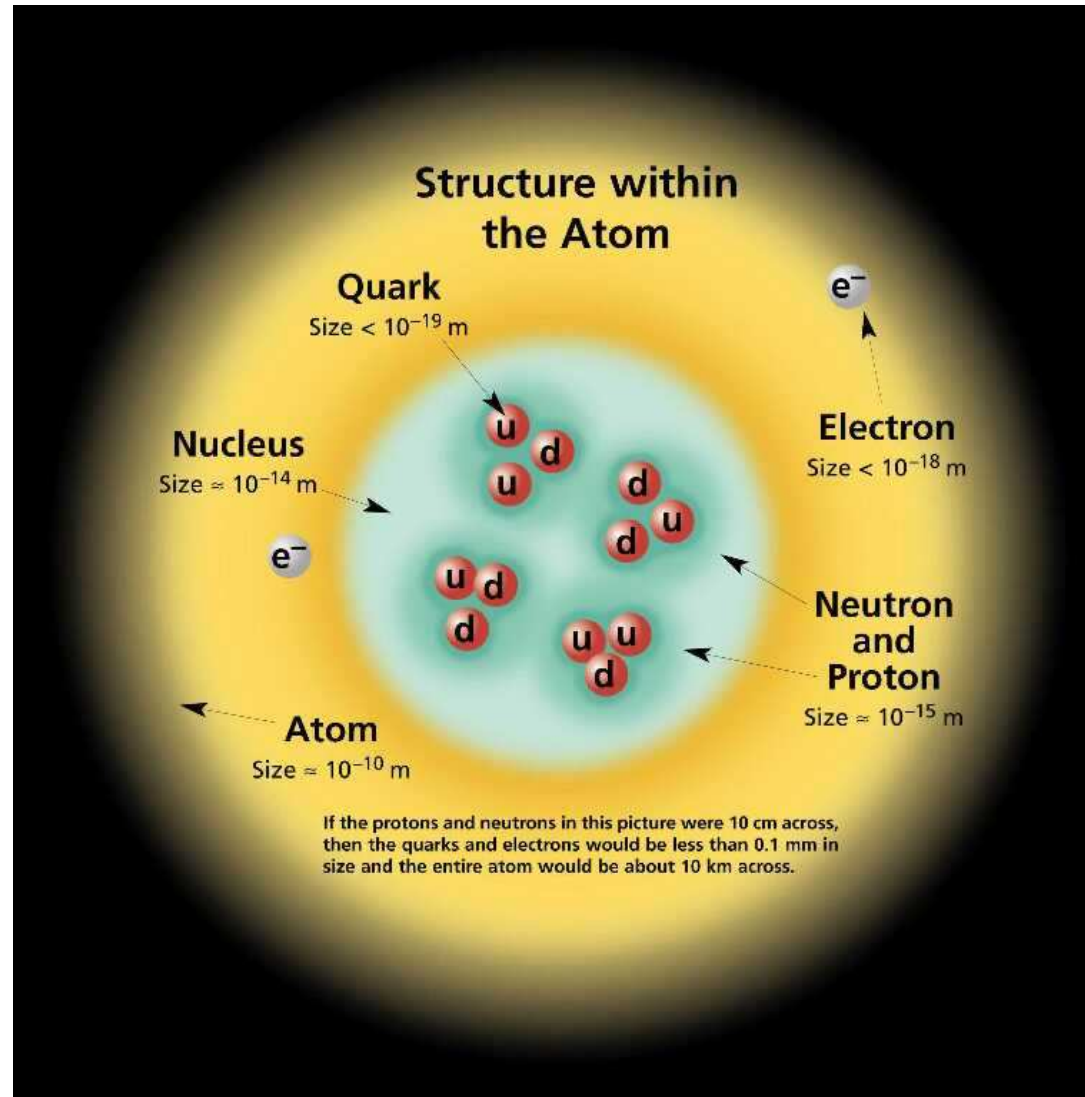 Structure within
the Atom
Quark
Size < 10⁻¹⁹ m
e⁻
Nucleus
Size ≈ 10⁻¹⁴ m
Electron
Size < 10⁻¹⁸ m
u
d
u
d
u
d
e⁻
u
d
d
u
u
d
Neutron
and
Proton
Size ≈ 10⁻¹⁵ m
Atom
Size ≈ 10⁻¹⁰ m
If the protons and neutrons in this picture were 10 cm across,
then the quarks and electrons would be less than 0.1 mm in
size and the entire atom would be about 10 km across.